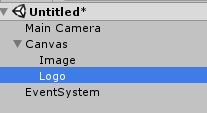 Untitled*
Main Camera
Canvas
Image
Logo
EventSystem